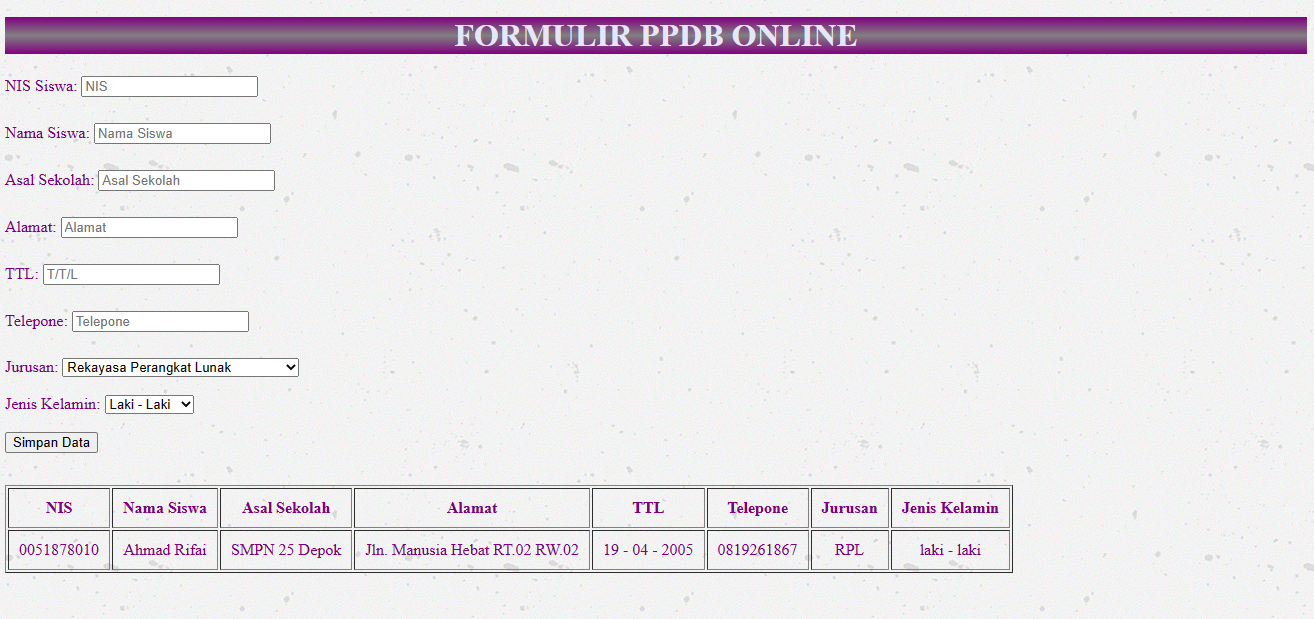 FORMULIR PPDB ONLINE
NIS Siswa: NIS
Nama Siswa: Nama Siswa
Asal Sekolah: Asal Sekolah
Alamat: Alamat
TTL: T/T/L
Telepone: Telepone
Jurusan: Rekayasa Perangkat Lunak
Jenis Kelamin: Laki - Laki
Simpan Data
NIS Nama Siswa Asal Sekolah Alamat TTL Telepone Jurusan Jenis Kelamin
0051878010 Ahmad Rifai SMPN 25 Depok Jln. Manusia Hebat RT.02 RW.02 19 - 04 - 2005 0819261867 RPL laki - laki